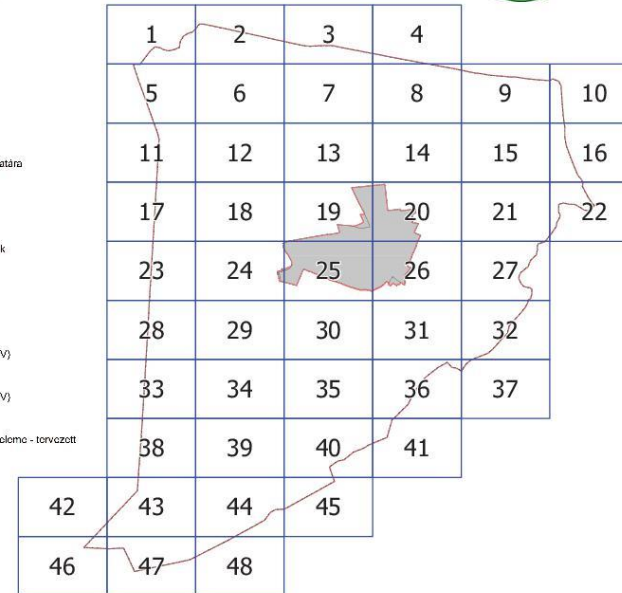 1 2 3 4
5 6 7 8 9 10
atára
11 12 13 14 15 16
17 18 19 20 21 22
k
23 24 25 26 27
28 29 30 31 32
V)
33 34 35 36 37
V)
eleme - tervezett
38 39 40 41
42 43 44 45
46 47 48